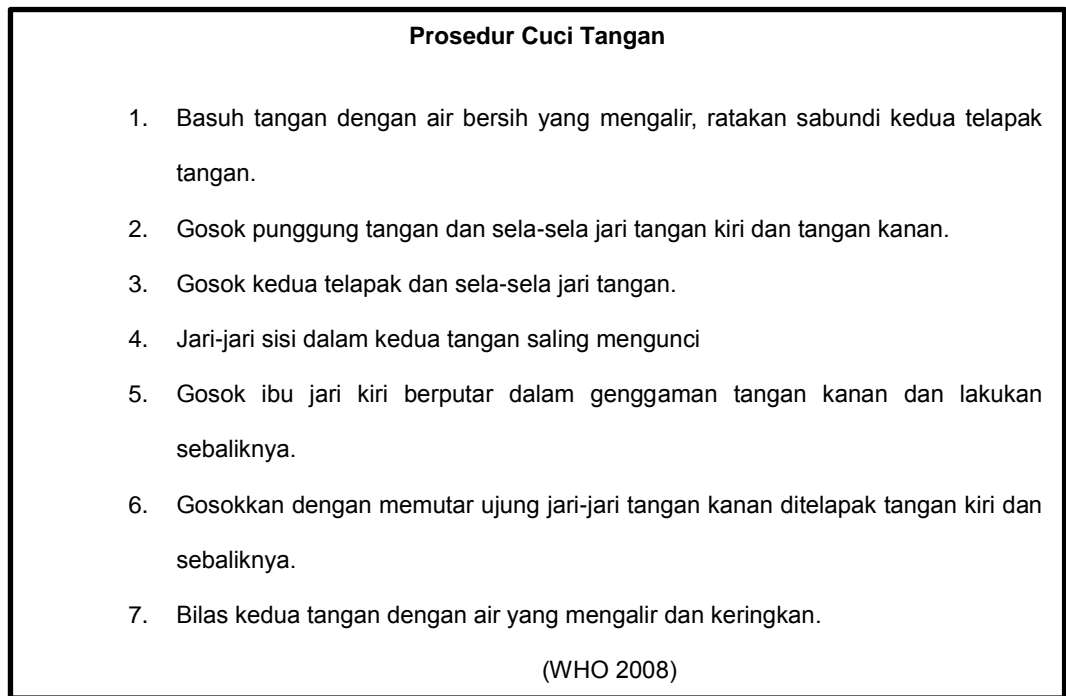 Prosedur Cuci Tangan
1. Basuh tangan dengan air bersih yang mengalir, ratakan sabundi kedua telapak
tangan.
2. Gosok punggung tangan dan sela-sela jari tangan kiri dan tangan kanan.
3. Gosok kedua telapak dan sela-sela jari tangan.
4. Jari-jari sisi dalam kedua tangan saling mengunci
5. Gosok ibu jari kiri berputar dalam genggaman tangan kanan dan lakukan
sebaliknya.
6. Gosokkan dengan memutar ujung jari-jari tangan kanan ditelapak tangan kiri dan
sebaliknya.
7. Bilas kedua tangan dengan air yang mengalir dan keringkan.
(WHO 2008)